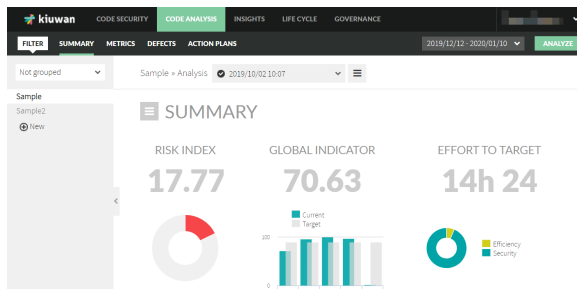 kiuwan CODE SECURITY CODE ANALYSIS INSIGHTS LIFE CYCLE GOVERNANCE
FILTER SUMMARY METRICS DEFECTS ACTION PLANS 2019/12/12 - 2020/01/10 ANALYZE
Not grouped Sample » Analysis 2019/10/02 10:07
Sample
Sample2
New
SUMMARY
RISK INDEX GLOBAL INDICATOR EFFORT TO TARGET
17.77 70.63 14h 24
Current
Target
100
Efficiency
Security
0